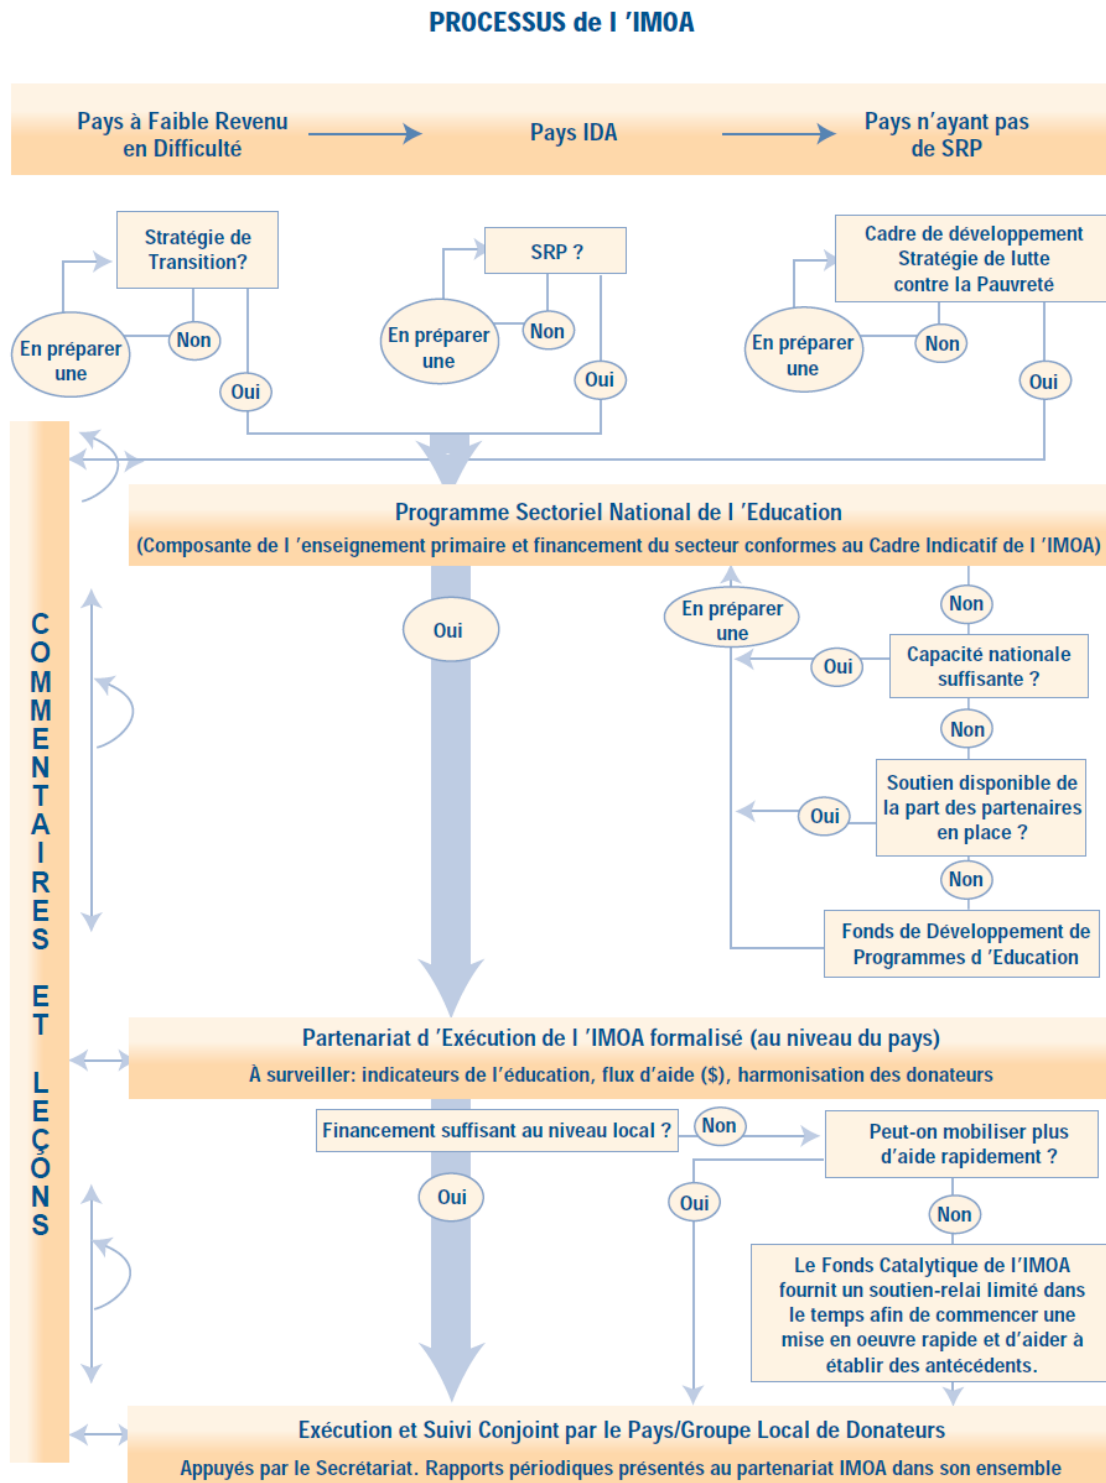 PROCESSUS de l 'IMOA
Pays à Faible Revenu
en Difficulté
Pays IDA
Pays n'ayant pas
de SRP
Stratégie de
Transition?
Non
En préparer
une
Oui
SRP ?
Non
En préparer
une
Oui
Cadre de développement
Stratégie de lutte
contre la Pauvreté
Non
En préparer
une
Oui
COMMENTAIRES ET LEÇÔNS
Programme Sectoriel National de l 'Education
(Composante de l 'enseignement primaire et financement du secteur conformes au Cadre Indicatif de l 'IMOA)
Oui
En préparer
une
Non
Capacité nationale
suffisante ?
Oui
Non
Soutien disponible de
la part des partenaires
en place ?
Oui
Non
Fonds de Développement de
Programmes d 'Education
Partenariat d 'Exécution de l 'IMOA formalisé (au niveau du pays)
À surveiller: indicateurs de l'éducation, flux d'aide ($), harmonisation des donateurs
Financement suffisant au niveau local ?
Non
Peut-on mobiliser plus
d'aide rapidement ?
Oui
Oui
Non
Le Fonds Catalytique de l'IMOA
fournit un soutien-relai limité dans
le temps afin de commencer une
mise en oeuvre rapide et d'aider à
établir des antécédents.
Exécution et Suivi Conjoint par le Pays/Groupe Local de Donateurs
Appuyés par le Secrétariat. Rapports périodiques présentés au partenariat IMOA dans son ensemble